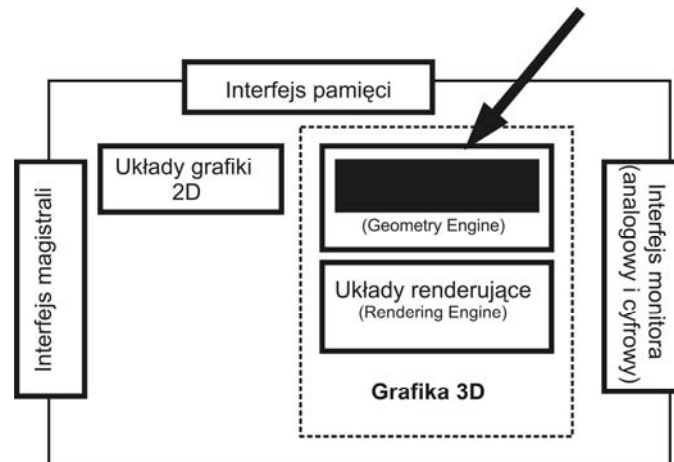 Interfejs pamięci
Układy grafiki
2D
(Geometry Engine)
Układy renderujące
(Rendering Engine)
Grafika 3D
Interfejs magistrali
Interfejs monitora
(analogowy i cyfrowy)